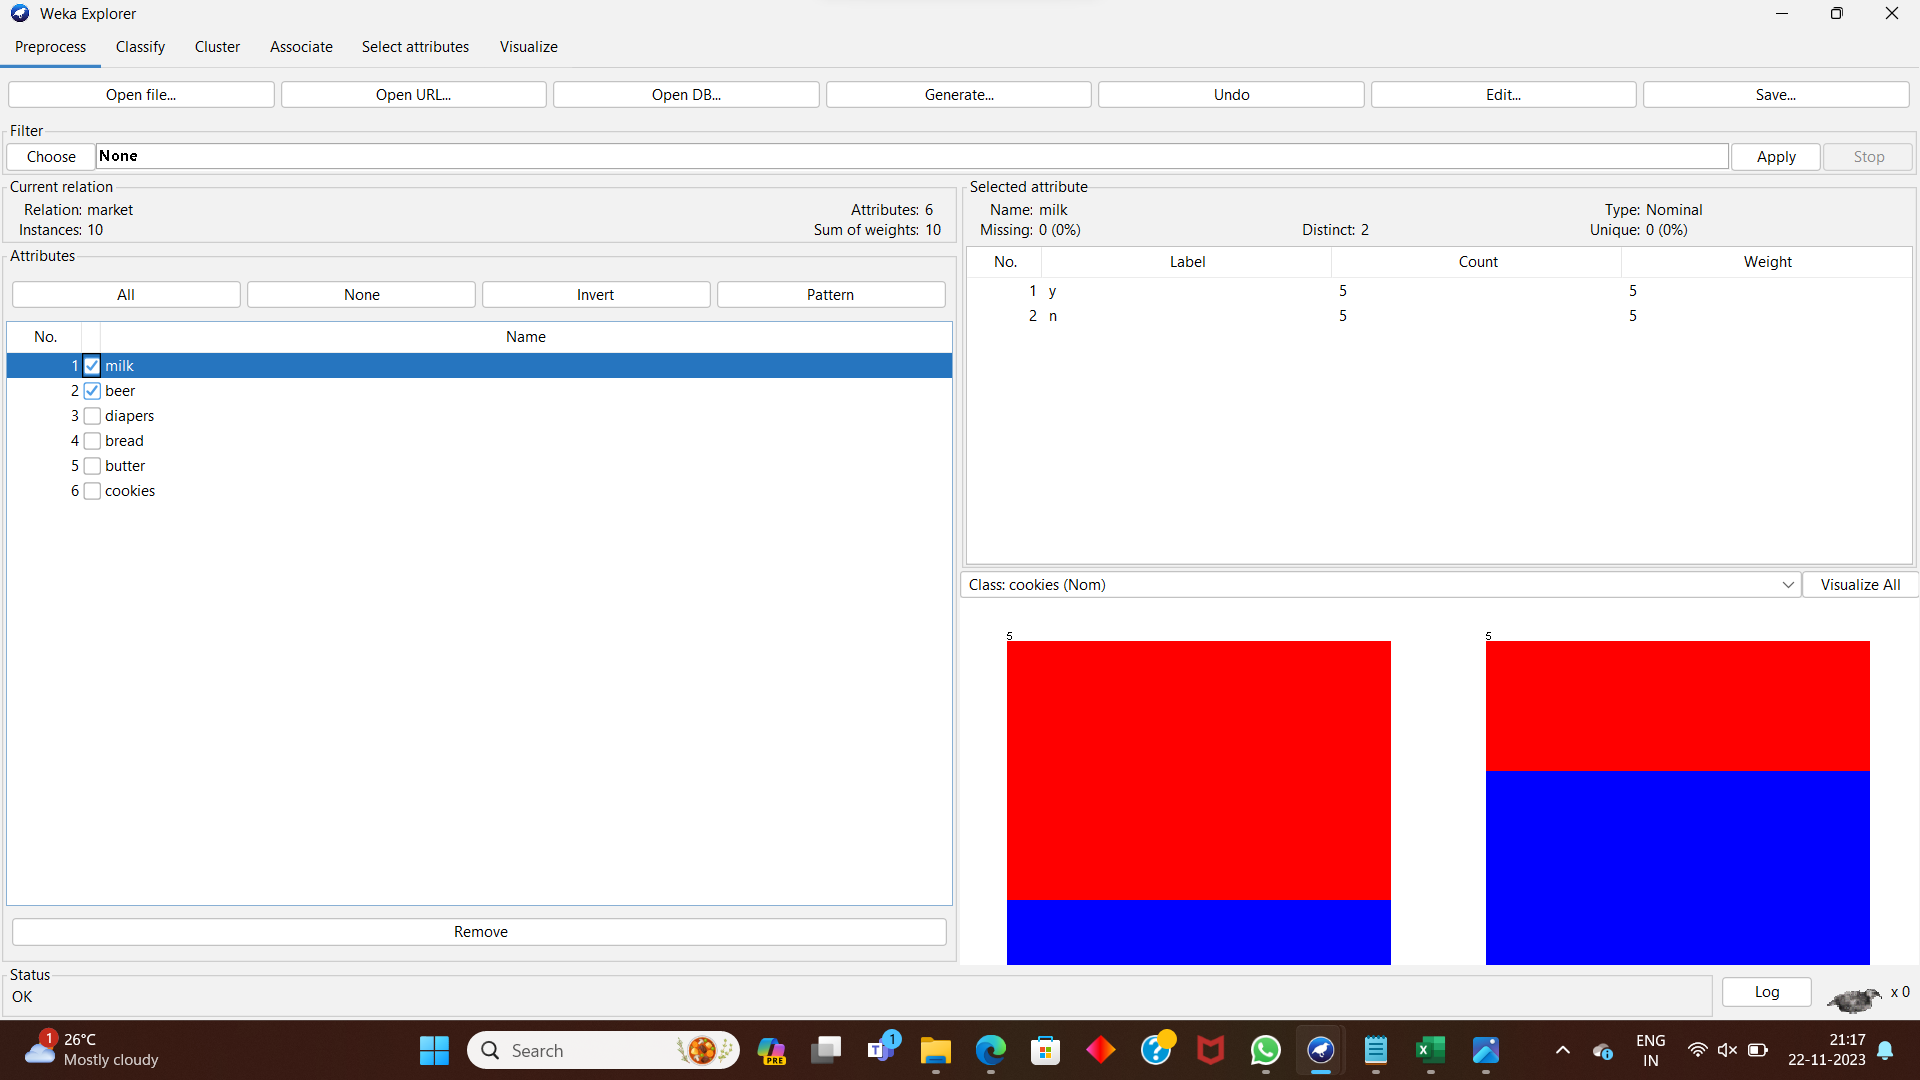 Weka Explorer
Preprocess Classify Cluster Associate Select attributes Visualize
Open file... Open URL... Open DB... Generate... Undo Edit... Save...
Filter
Choose None Apply Stop
Current relation
Relation: market Attributes: 6
Instances: 10 Sum of weights: 10
Attributes
All None Invert Pattern
No. Name
1 milk
2 beer
3 diapers
4 bread
5 butter
6 cookies
Remove
Selected attribute
Name: milk Type: Nominal
Missing: 0 (0%) Distinct: 2 Unique: 0 (0%)
No. Label Count Weight
1 y 5 5
2 n 5 5
Class: cookies (Nom) Visualize All
5 5
Status
OK
Log x 0
1 26°C
Mostly cloudy
Search
PRE
T 1
X
ENG
IN
21:17
22-11-2023